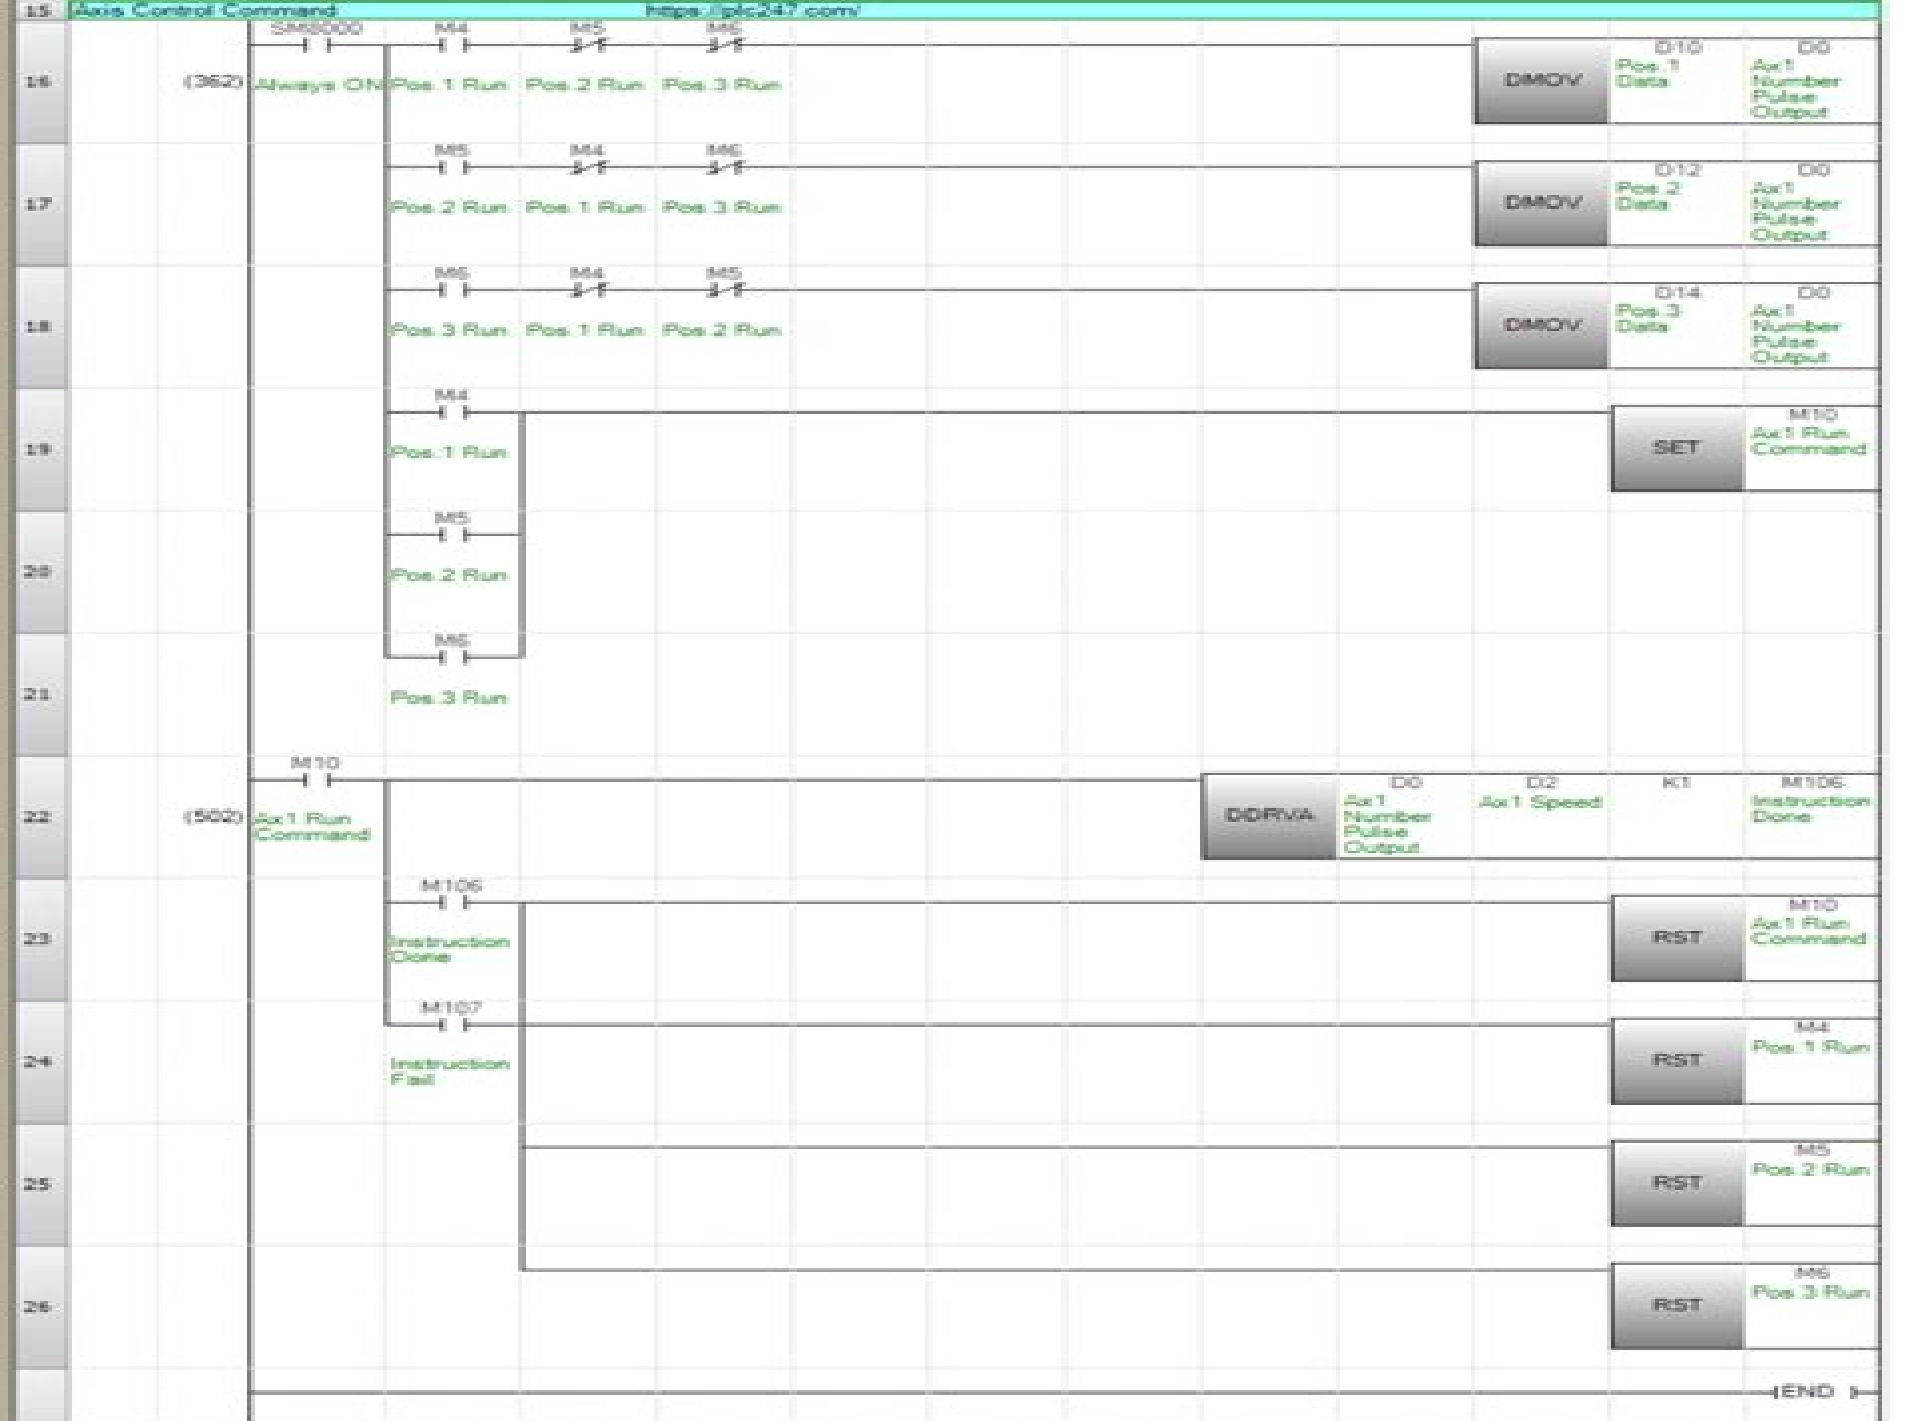 15 Axis Control Command https://plc247.com/
SM8000 M4 M5 M6 D10 D0
16 (362) Always ON Pos.1 Run Pos.2 Run Pos.3 Run DMOV Pos.1 Data Ax1 Number Pulse Output
M5 M4 M6 D12 D0
17 Pos.2 Run Pos.1 Run Pos.3 Run DMOV Pos.2 Data Ax1 Number Pulse Output
M6 M4 M5 D14 D0
18 Pos.3 Run Pos.1 Run Pos.2 Run DMOV Pos.3 Data Ax1 Number Pulse Output
M4 M10
19 Pos.1 Run SET Ax1 Run Command
M5
20 Pos.2 Run
M6
21 Pos.3 Run
M10 D0 D2 K1 M106
22 (502) Ax1 Run Command DDRVA Ax1 Number Pulse Output Ax1 Speed Instruction Done
M106 M10
23 Instruction Done RST Ax1 Run Command
M107 M4
24 Instruction Fail RST Pos.1 Run
M5
25 RST Pos.2 Run
M6
26 RST Pos.3 Run
END